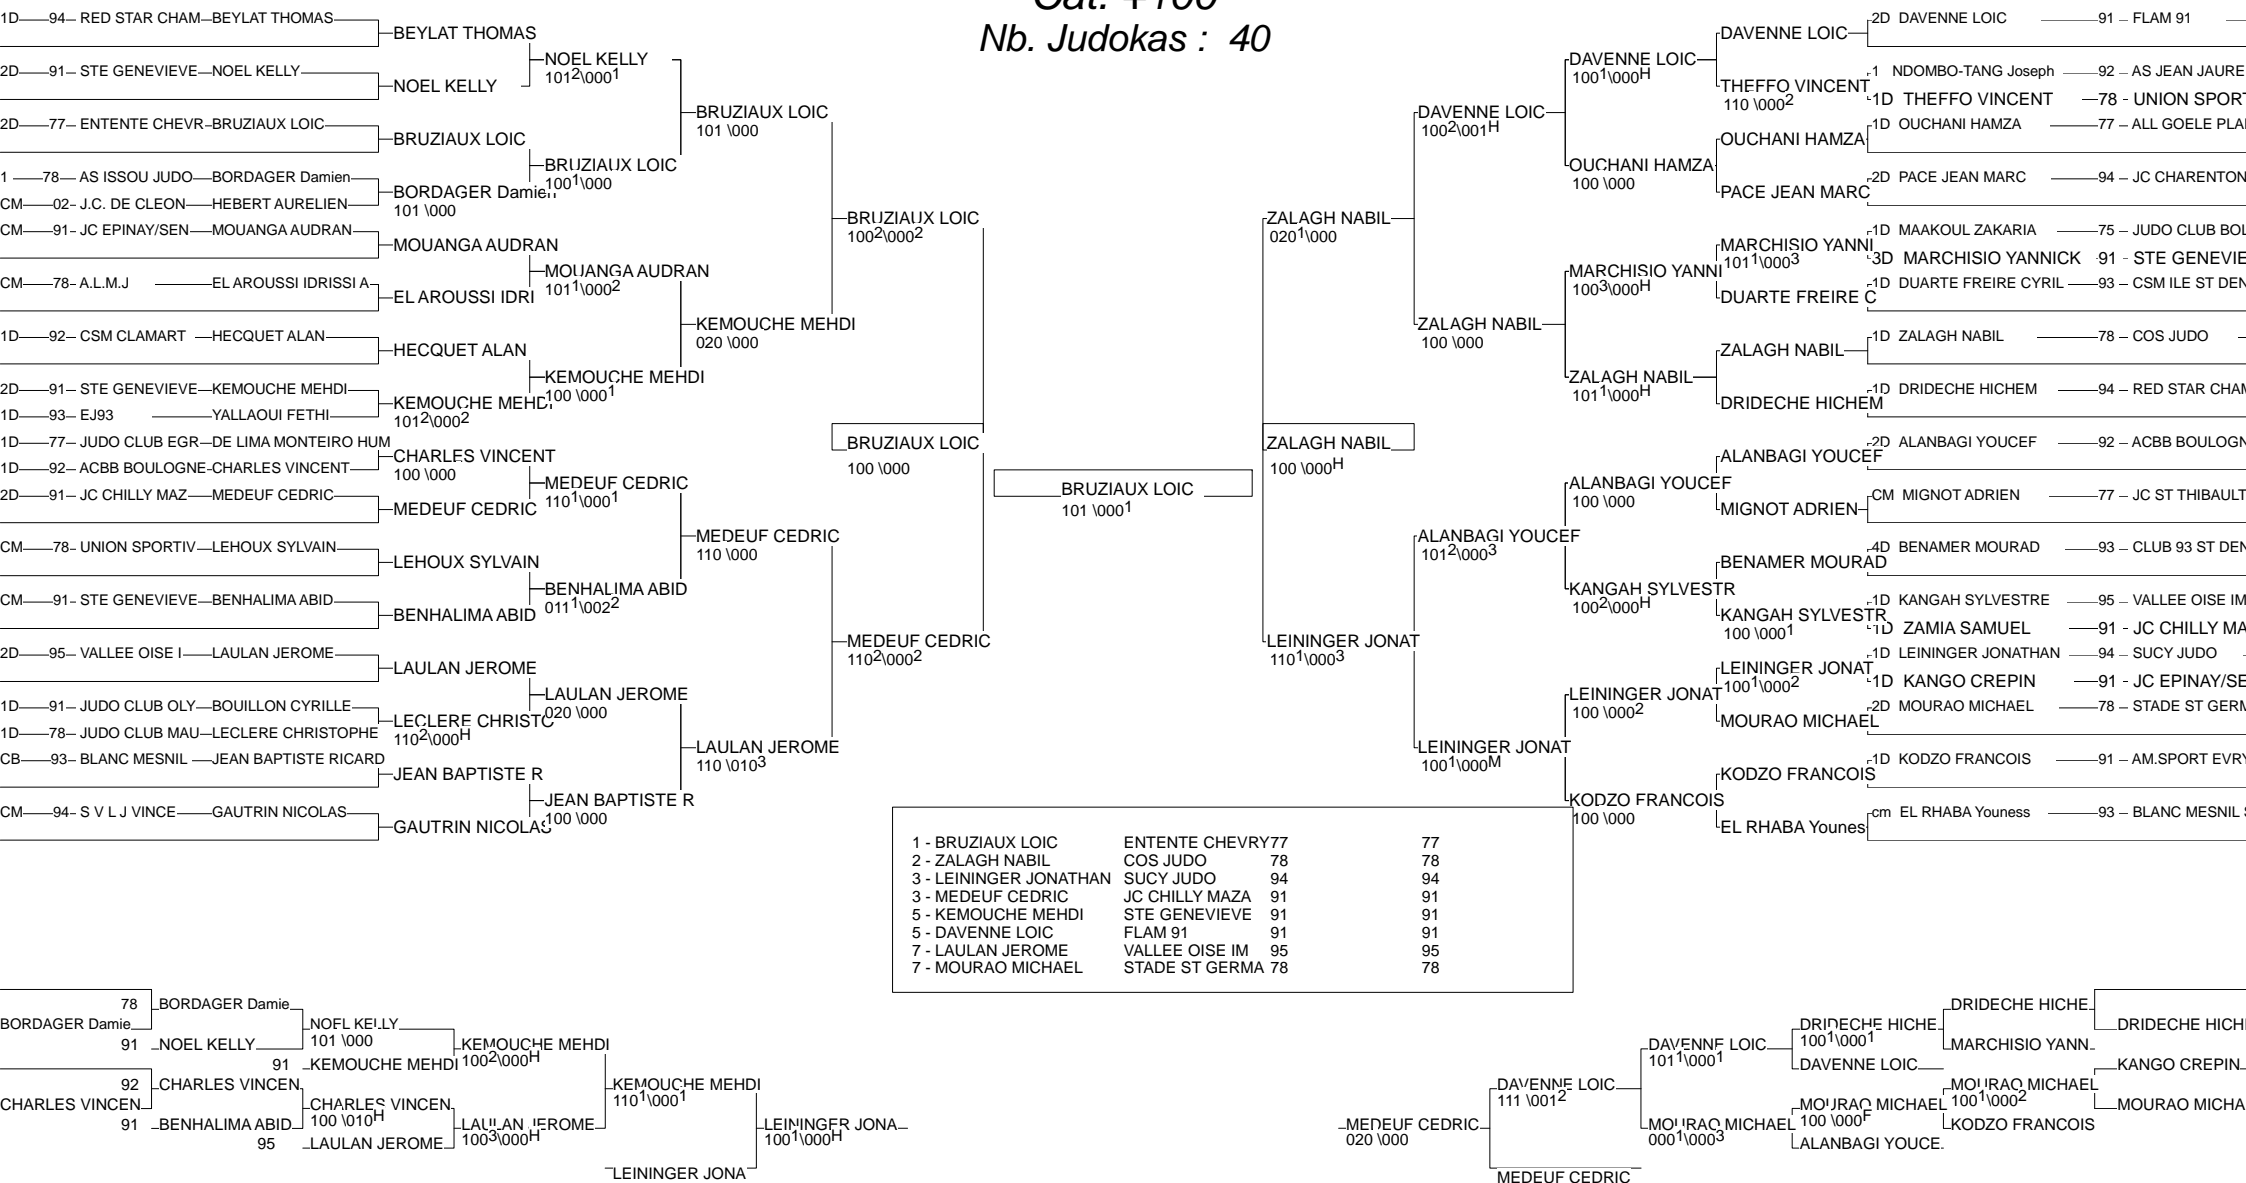 Cat. +100
Nb. Judokas : 40
1D 94 RED STAR CHAM BEYLAT THOMAS
2D 91 STE GENEVIEVE NOEL KELLY
2D 77 ENTENTE CHEVR BRUZIAUX LOIC
1 78 AS ISSOU JUDO BORDAGER Damien
CM 02 J.C. DE CLEON HEBERT AURELIEN
CM 91 JC EPINAY/SEN MOUANGA AUDRAN
CM 78 A.L.M.J EL AROUSSI IDRISSI A
1D 92 CSM CLAMART HECQUET ALAN
2D 91 STE GENEVIEVE KEMOUCHE MEHDI
1D 93 EJ93 YALLAOUI FETHI
1D 77 JUDO CLUB EGR DE LIMA MONTEIRO HUM
1D 92 ACBB BOULOGNE CHARLES VINCENT
2D 91 JC CHILLY MAZ MEDEUF CEDRIC
CM 78 UNION SPORTIV LEHOUX SYLVAIN
CM 91 STE GENEVIEVE BENHALIMA ABID
2D 95 VALLEE OISE I LAULAN JEROME
1D 91 JUDO CLUB OLY BOUILLON CYRILLE
1D 78 JUDO CLUB MAU LECLERE CHRISTOPHE
CB 93 BLANC MESNIL JEAN BAPTISTE RICARD
CM 94 S V L J VINCE GAUTRIN NICOLAS
BEYLAT THOMAS
NOEL KELLY
BRUZIAUX LOIC
BORDAGER Damien
101 \000
MOUANGA AUDRAN
EL AROUSSI IDRI
HECQUET ALAN
KEMOUCHE MEHDI
1012\0002
CHARLES VINCENT
100 \000
MEDEUF CEDRIC
LEHOUX SYLVAIN
BENHALIMA ABID
LAULAN JEROME
LECLERE CHRISTO
1102\000H
JEAN BAPTISTE R
GAUTRIN NICOLAS
NOEL KELLY
1012\0001
BRUZIAUX LOIC
1001\000
MOUANGA AUDRAN
1011\0002
KEMOUCHE MEHDI
100 \0001
MEDEUF CEDRIC
1101\0001
BENHALIMA ABID
0111\0022
LAULAN JEROME
020 \000
JEAN BAPTISTE R
100 \000
BRUZIAUX LOIC
101 \000
KEMOUCHE MEHDI
020 \000
MEDEUF CEDRIC
110 \000
LAULAN JEROME
110 \0103
BRUZIAUX LOIC
1002\0002
MEDEUF CEDRIC
1102\0002
BRUZIAUX LOIC
100 \000
BRUZIAUX LOIC
101 \0001
ZALAGH NABIL
100 \000H
ZALAGH NABIL
0201\000
LEININGER JONAT
1101\0003
DAVENNE LOIC
1002\001H
ZALAGH NABIL
100 \000
ALANBAGI YOUCEF
1012\0003
LEININGER JONAT
1001\000M
DAVENNE LOIC
1001\000H
OUCHANI HAMZA
100 \000
MARCHISIO YANNI
1003\000H
ZALAGH NABIL
1011\000H
ALANBAGI YOUCEF
100 \000
KANGAH SYLVESTR
1002\000H
LEININGER JONAT
100 \0002
KODZO FRANCOIS
100 \000
DAVENNE LOIC
THEFFO VINCENT
110 \0002
OUCHANI HAMZA
PACE JEAN MARC
MARCHISIO YANNI
1011\0003
DUARTE FREIRE C
ZALAGH NABIL
DRIDECHE HICHEM
ALANBAGI YOUCEF
MIGNOT ADRIEN
BENAMER MOURAD
KANGAH SYLVESTR
100 \0001
LEININGER JONAT
1001\0002
MOURAO MICHAEL
KODZO FRANCOIS
EL RHABA Younes
2D DAVENNE LOIC 91 FLAM 91
1 NDOMBO-TANG Joseph 92 AS JEAN JAURE
1D THEFFO VINCENT 78 - UNION SPORT
1D OUCHANI HAMZA 77 ALL GOELE PLAI
2D PACE JEAN MARC 94 JC CHARENTON
1D MAAKOUL ZAKARIA 75 JUDO CLUB BOL
3D MARCHISIO YANNICK 91 - STE GENEVIE
1D DUARTE FREIRE CYRIL 93 CSM ILE ST DEN
1D ZALAGH NABIL 78 COS JUDO
1D DRIDECHE HICHEM 94 RED STAR CHAM
2D ALANBAGI YOUCEF 92 ACBB BOULOGN
CM MIGNOT ADRIEN 77 JC ST THIBAULT
4D BENAMER MOURAD 93 CLUB 93 ST DEN
1D KANGAH SYLVESTRE 95 VALLEE OISE IM
1D ZAMIA SAMUEL 91 - JC CHILLY MA
1D LEININGER JONATHAN 94 SUCY JUDO
1D KANGO CREPIN 91 - JC EPINAY/SE
2D MOURAO MICHAEL 78 STADE ST GERM
1D KODZO FRANCOIS 91 AM.SPORT EVRY
cm EL RHABA Youness 93 BLANC MESNIL S
1 - BRUZIAUX LOIC ENTENTE CHEVRY77 77
2 - ZALAGH NABIL COS JUDO 78 78
3 - LEININGER JONATHAN SUCY JUDO 94 94
3 - MEDEUF CEDRIC JC CHILLY MAZA 91 91
5 - KEMOUCHE MEHDI STE GENEVIEVE 91 91
5 - DAVENNE LOIC FLAM 91 91 91
7 - LAULAN JEROME VALLEE OISE IM 95 95
7 - MOURAO MICHAEL STADE ST GERMA 78 78
78 BORDAGER Damie
BORDAGER Damie
91 NOEL KELLY
92 CHARLES VINCEN
CHARLES VINCEN
91 BENHALIMA ABID
NOEL KELLY
101 \000
91 KEMOUCHE MEHDI
CHARLES VINCEN
100 \010H
95 LAULAN JEROME
KEMOUCHE MEHDI
1002\000H
LAULAN JEROME
1003\000H
KEMOUCHE MEHDI
1101\0001
LEININGER JONA
LEININGER JONA
1001\000H
MEDEUF CEDRIC
020 \000
DAVENNE LOIC
111 \0012
MEDEUF CEDRIC
DAVENNE LOIC
1011\0001
MOURAO MICHAEL
0001\0003
DRIDECHE HICHE
1001\0001
DAVENNE LOIC
MOURAO MICHAEL
100 \000F
ALANBAGI YOUCE
DRIDECHE HICHE
MARCHISIO YANN
MOURAO MICHAEL
1001\0002
KODZO FRANCOIS
DRIDECHE HICH
KANGO CREPIN
MOURAO MICHA